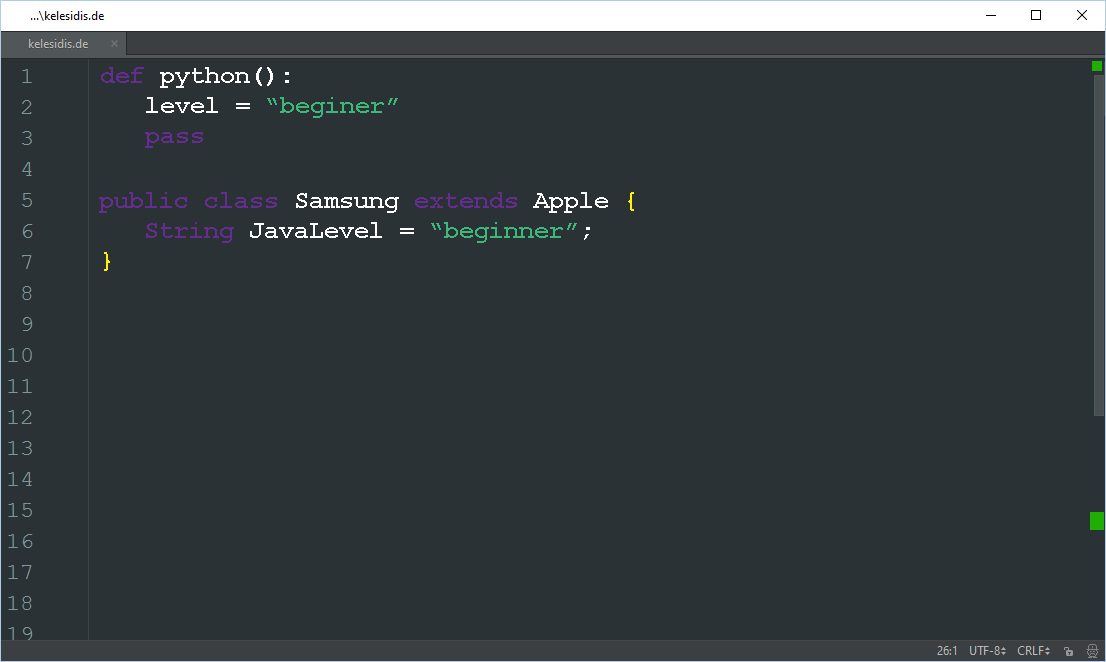 ...\kelesidis.de
kelesidis.de ×
1 def python():
2 level = “beginer”
3 pass
4
5 public class Samsung extends Apple {
6 String JavaLevel = “beginner”;
7 }
8
9
10
11
12
13
14
15
16
17
18
19
26:1 UTF-8 CRLF